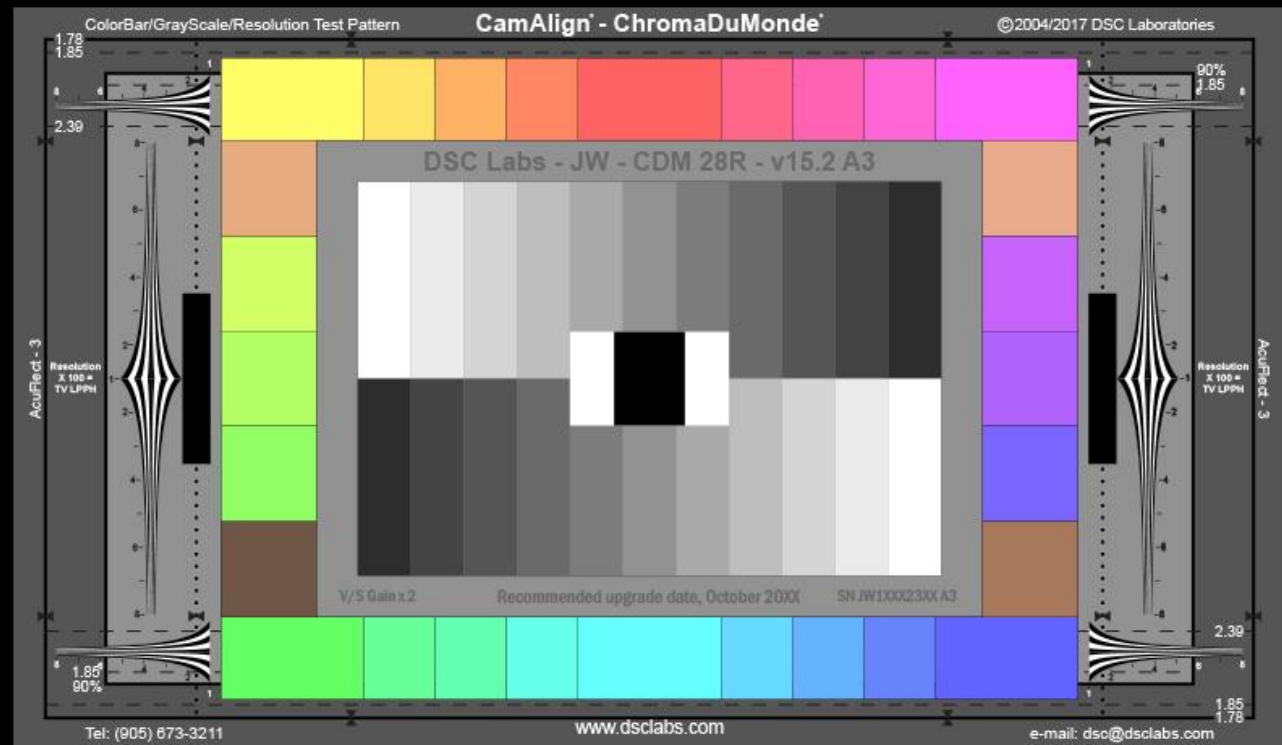 ColorBar/GrayScale/Resolution Test Pattern
CamAlign® - ChromaDuMonde®
©2004/2017 DSC Laboratories
1.78
1.85
2.39
90%
1.85
DSC Labs - JW - CDM 28R - v15.2 A3
AcuFlect - 3
Resolution
X 100 =
TV LPPH
Resolution
X 100 =
TV LPPH
AcuFlect - 3
V/S Gain x 2
Recommended upgrade date, October 20XX
SN JW1XXX23XX A3
1.85
90%
2.39
1.85
1.78
Tel: (905) 673-3211
www.dsclabs.com
e-mail: dsc@dsclabs.com